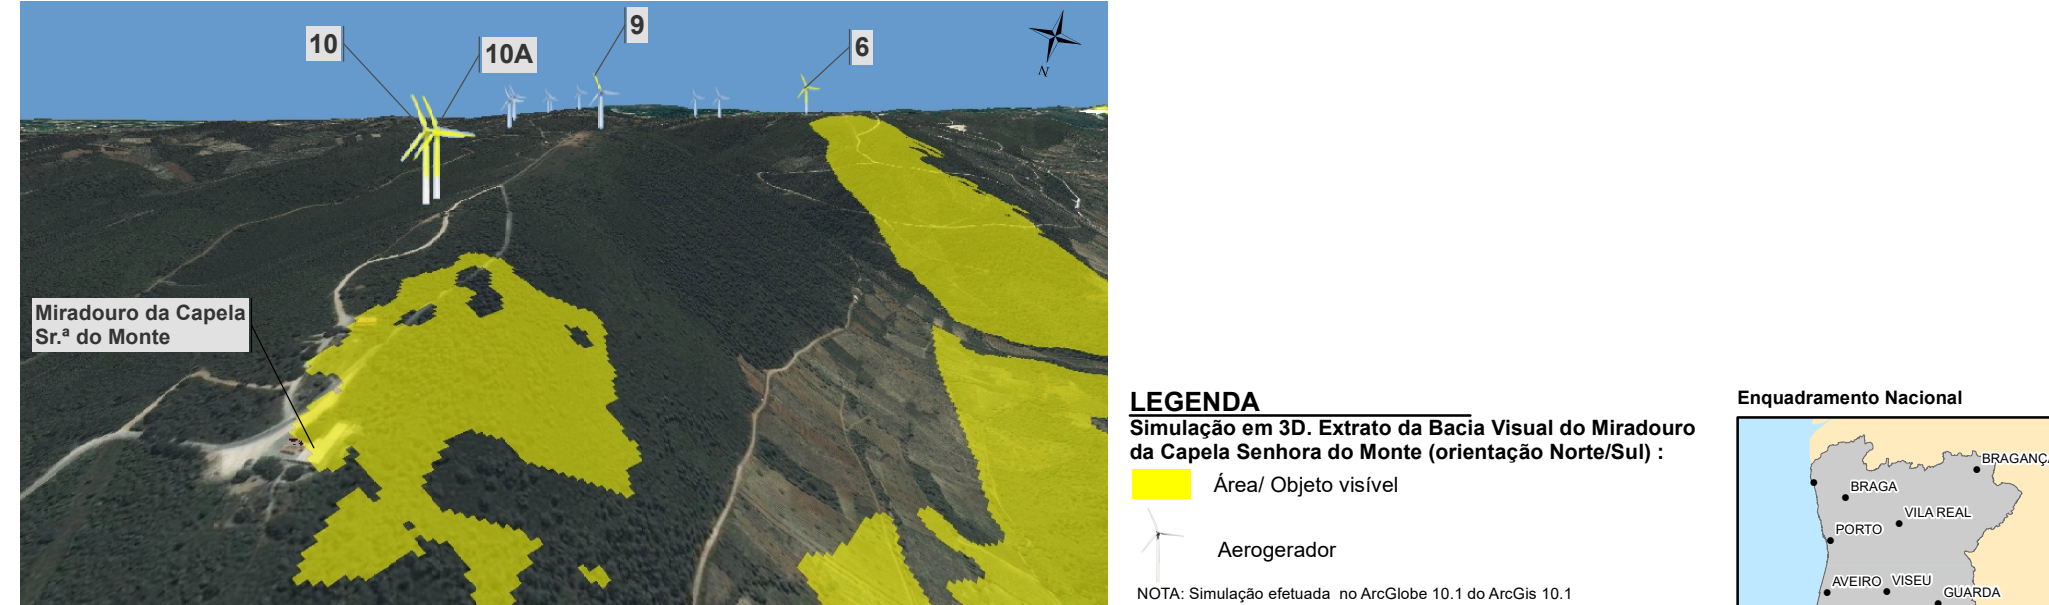 10
10A
9
6
N
Miradouro da Capela
Sr.ª do Monte
LEGENDA
Simulação em 3D. Extrato da Bacia Visual do Miradouro
da Capela Senhora do Monte (orientação Norte/Sul) :
Área/ Objeto visível
Aerogerador
NOTA: Simulação efetuada no ArcGlobe 10.1 do ArcGis 10.1
Enquadramento Nacional
BRAGANÇA
BRAGA
VILA REAL
PORTO
AVEIRO
VISEU
GUARDA